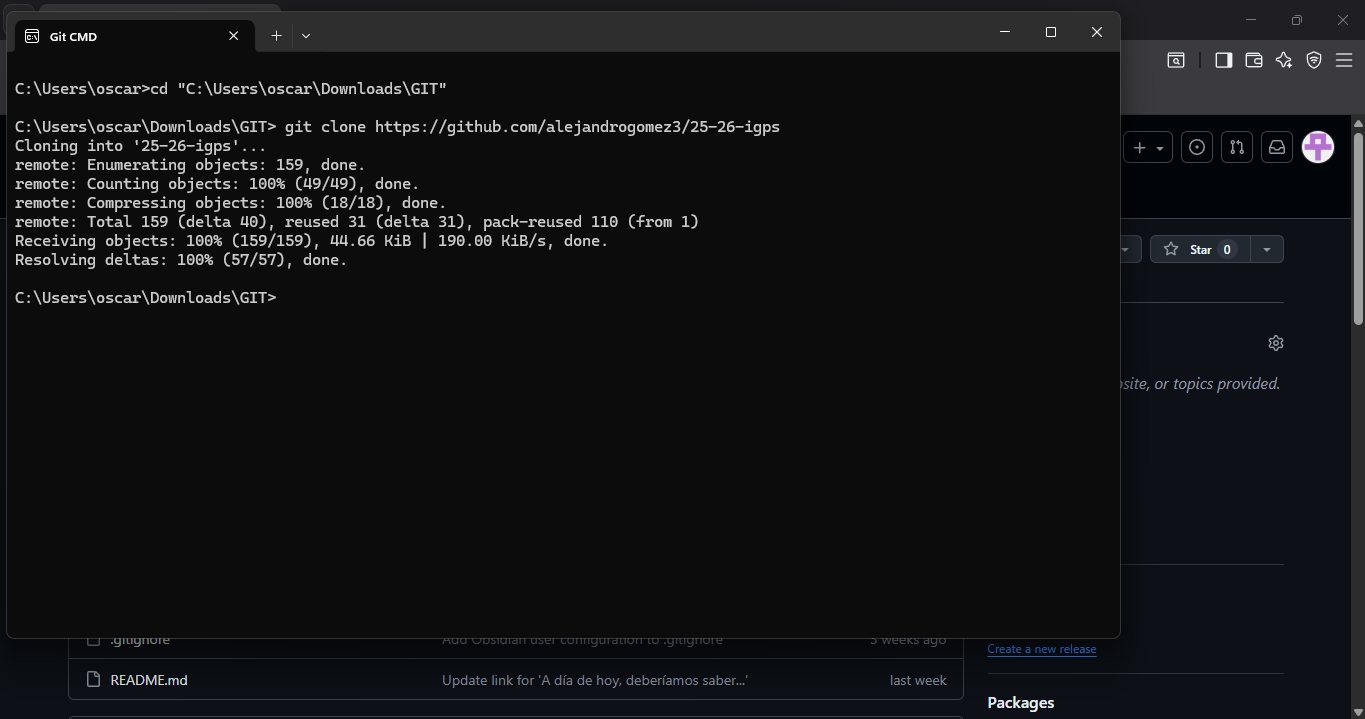 Git CMD
C:\Users\oscar>cd "C:\Users\oscar\Downloads\GIT"
C:\Users\oscar\Downloads\GIT> git clone https://github.com/alejandrogomez3/25-26-igps
Cloning into '25-26-igps'...
remote: Enumerating objects: 159, done.
remote: Counting objects: 100% (49/49), done.
remote: Compressing objects: 100% (18/18), done.
remote: Total 159 (delta 40), reused 31 (delta 31), pack-reused 110 (from 1)
Receiving objects: 100% (159/159), 44.66 KiB | 190.00 KiB/s, done.
Resolving deltas: 100% (57/57), done.
C:\Users\oscar\Downloads\GIT>
Star 0
or topics provided.
.gitignore Add Obsidian user configuration to .gitignore 3 weeks ago
Create a new release
README.md Update link for 'A día de hoy, deberíamos saber...' last week
Packages